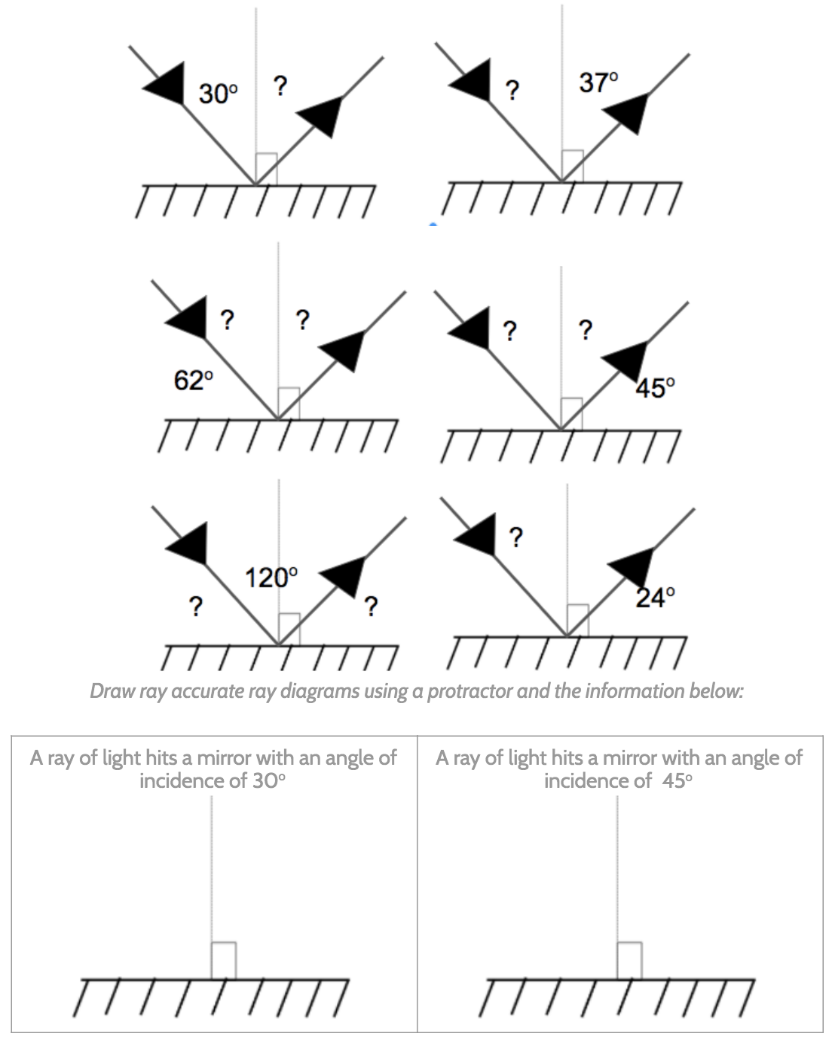 30° ?
? 37°
? ?
62°
? ?
45°
120°
? ?
?
24°
Draw ray accurate ray diagrams using a protractor and the information below:
A ray of light hits a mirror with an angle of
incidence of 30°
A ray of light hits a mirror with an angle of
incidence of 45°